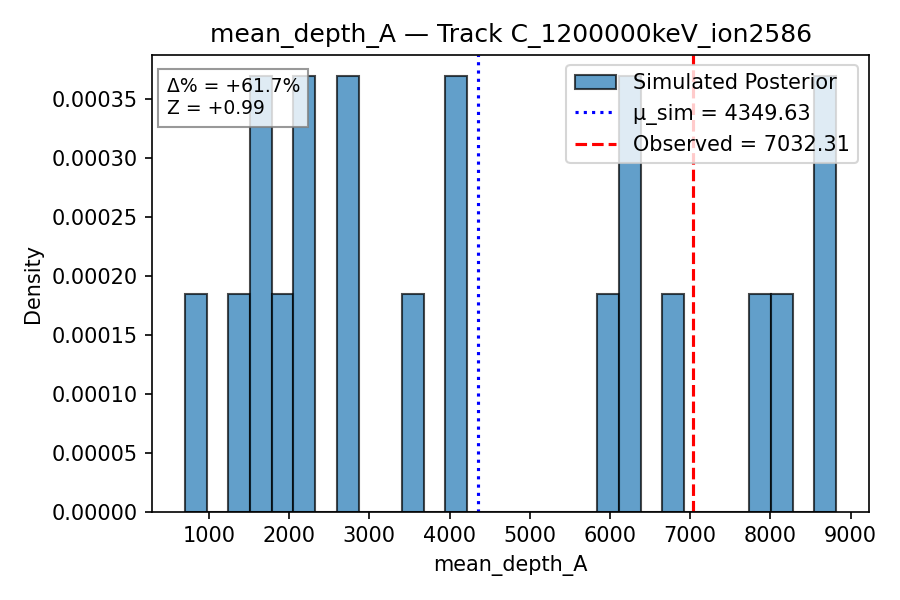 mean_depth_A — Track C_1200000keV_ion2586
Δ% = +61.7%
Z = +0.99
Simulated Posterior
μ_sim = 4349.63
Observed = 7032.31
Density
0.00035
0.00030
0.00025
0.00020
0.00015
0.00010
0.00005
0.00000
1000 2000 3000 4000 5000 6000 7000 8000 9000
mean_depth_A